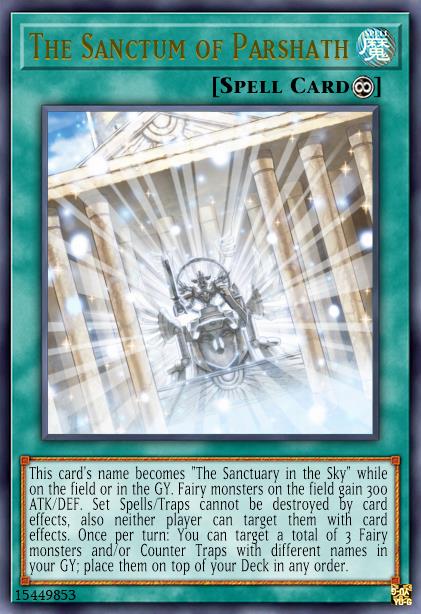 The Sanctum of Parshath
SPELL
魔
[Spell Card]
This card's name becomes "The Sanctuary in the Sky" while
on the field or in the GY. Fairy monsters on the field gain 300
ATK/DEF. Set Spells/Traps cannot be destroyed by card
effects, also neither player can target them with card
effects. Once per turn: You can target a total of 3 Fairy
monsters and/or Counter Traps with different names in
your GY; place them on top of your Deck in any order.
15449853